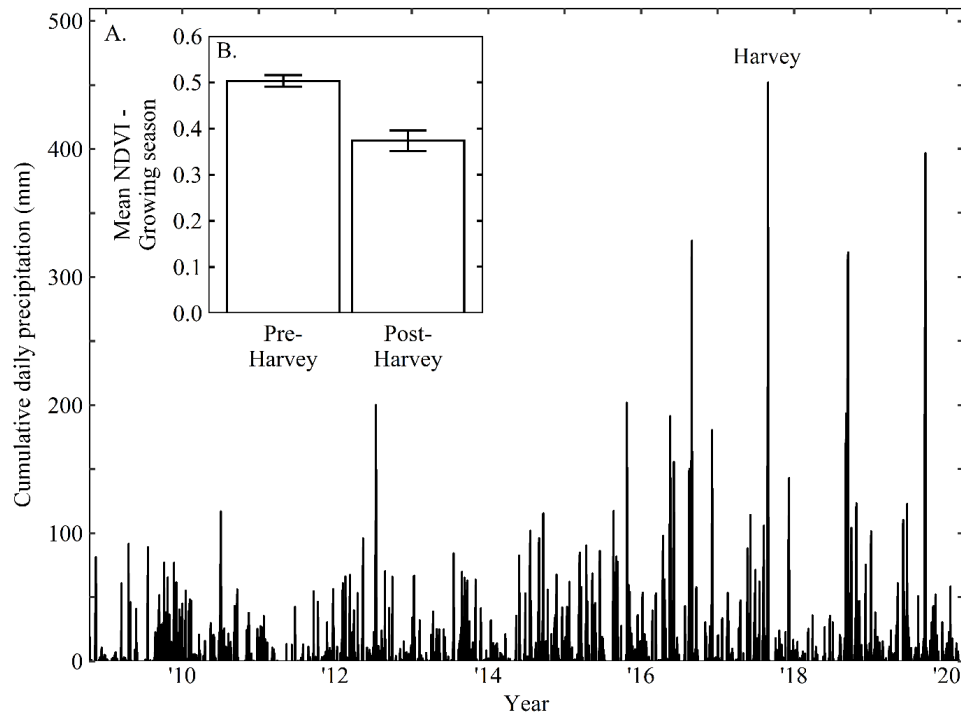 A.
B.
Harvey
Cumulative daily precipitation (mm)
500
400
300
200
100
0
Mean NDVI -
Growing season
0.6
0.5
0.4
0.3
0.2
0.1
0.0
Pre-
Harvey
Post-
Harvey
'10
'12
'14
'16
'18
'20
Year